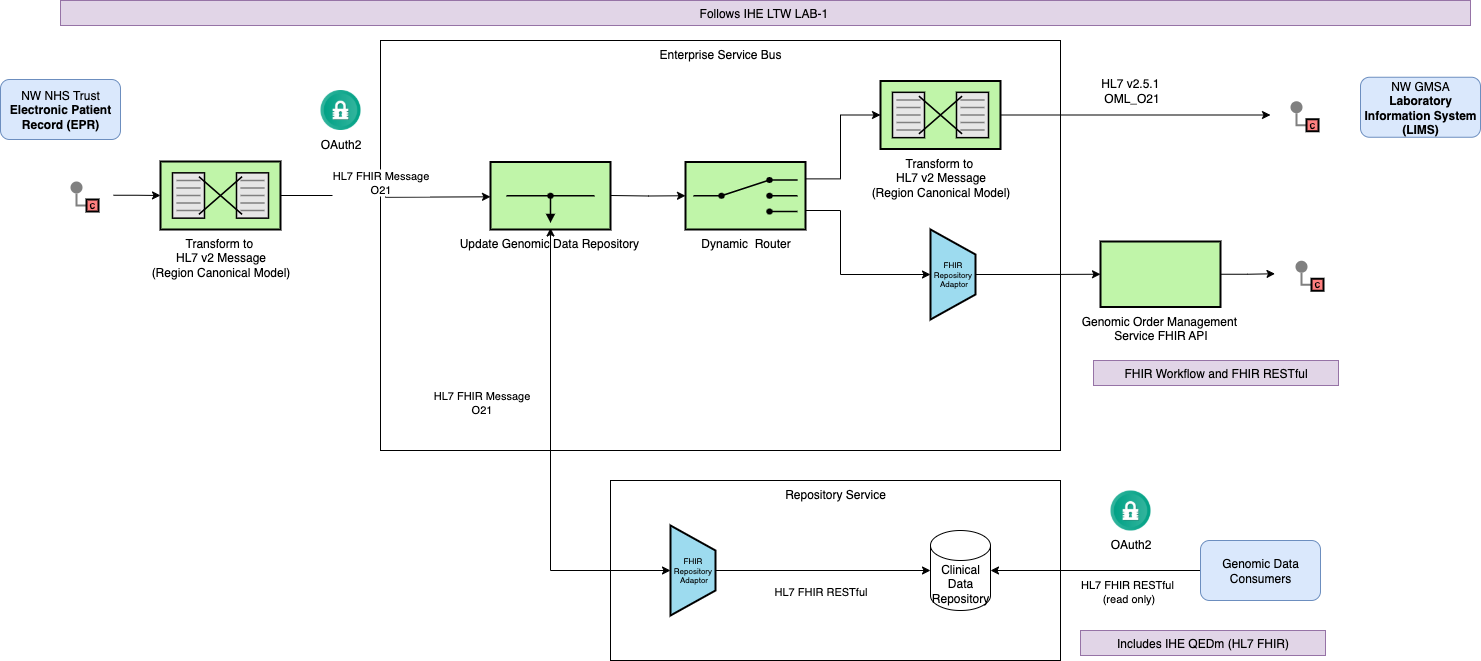 Follows IHE LTW LAB-1
Enterprise Service Bus
NW NHS Trust
Electronic Patient
Record (EPR)
OAuth2
HL7 FHIR Message
O21
C
Transform to
HL7 v2 Message
(Region Canonical Model)
Update Genomic Data Repository
Dynamic Router
Transform to
HL7 v2 Message
(Region Canonical Model)
HL7 v2.5.1
OML_O21
C
NW GMSA
Laboratory
Information System
(LIMS)
FHIR
Repository
Adaptor
Genomic Order Management
Service FHIR API
C
FHIR Workflow and FHIR RESTful
HL7 FHIR Message
O21
Repository Service
FHIR
Repository
Adaptor
HL7 FHIR RESTful
Clinical
Data
Repository
OAuth2
HL7 FHIR RESTful
(read only)
Genomic Data
Consumers
Includes IHE QEDm (HL7 FHIR)